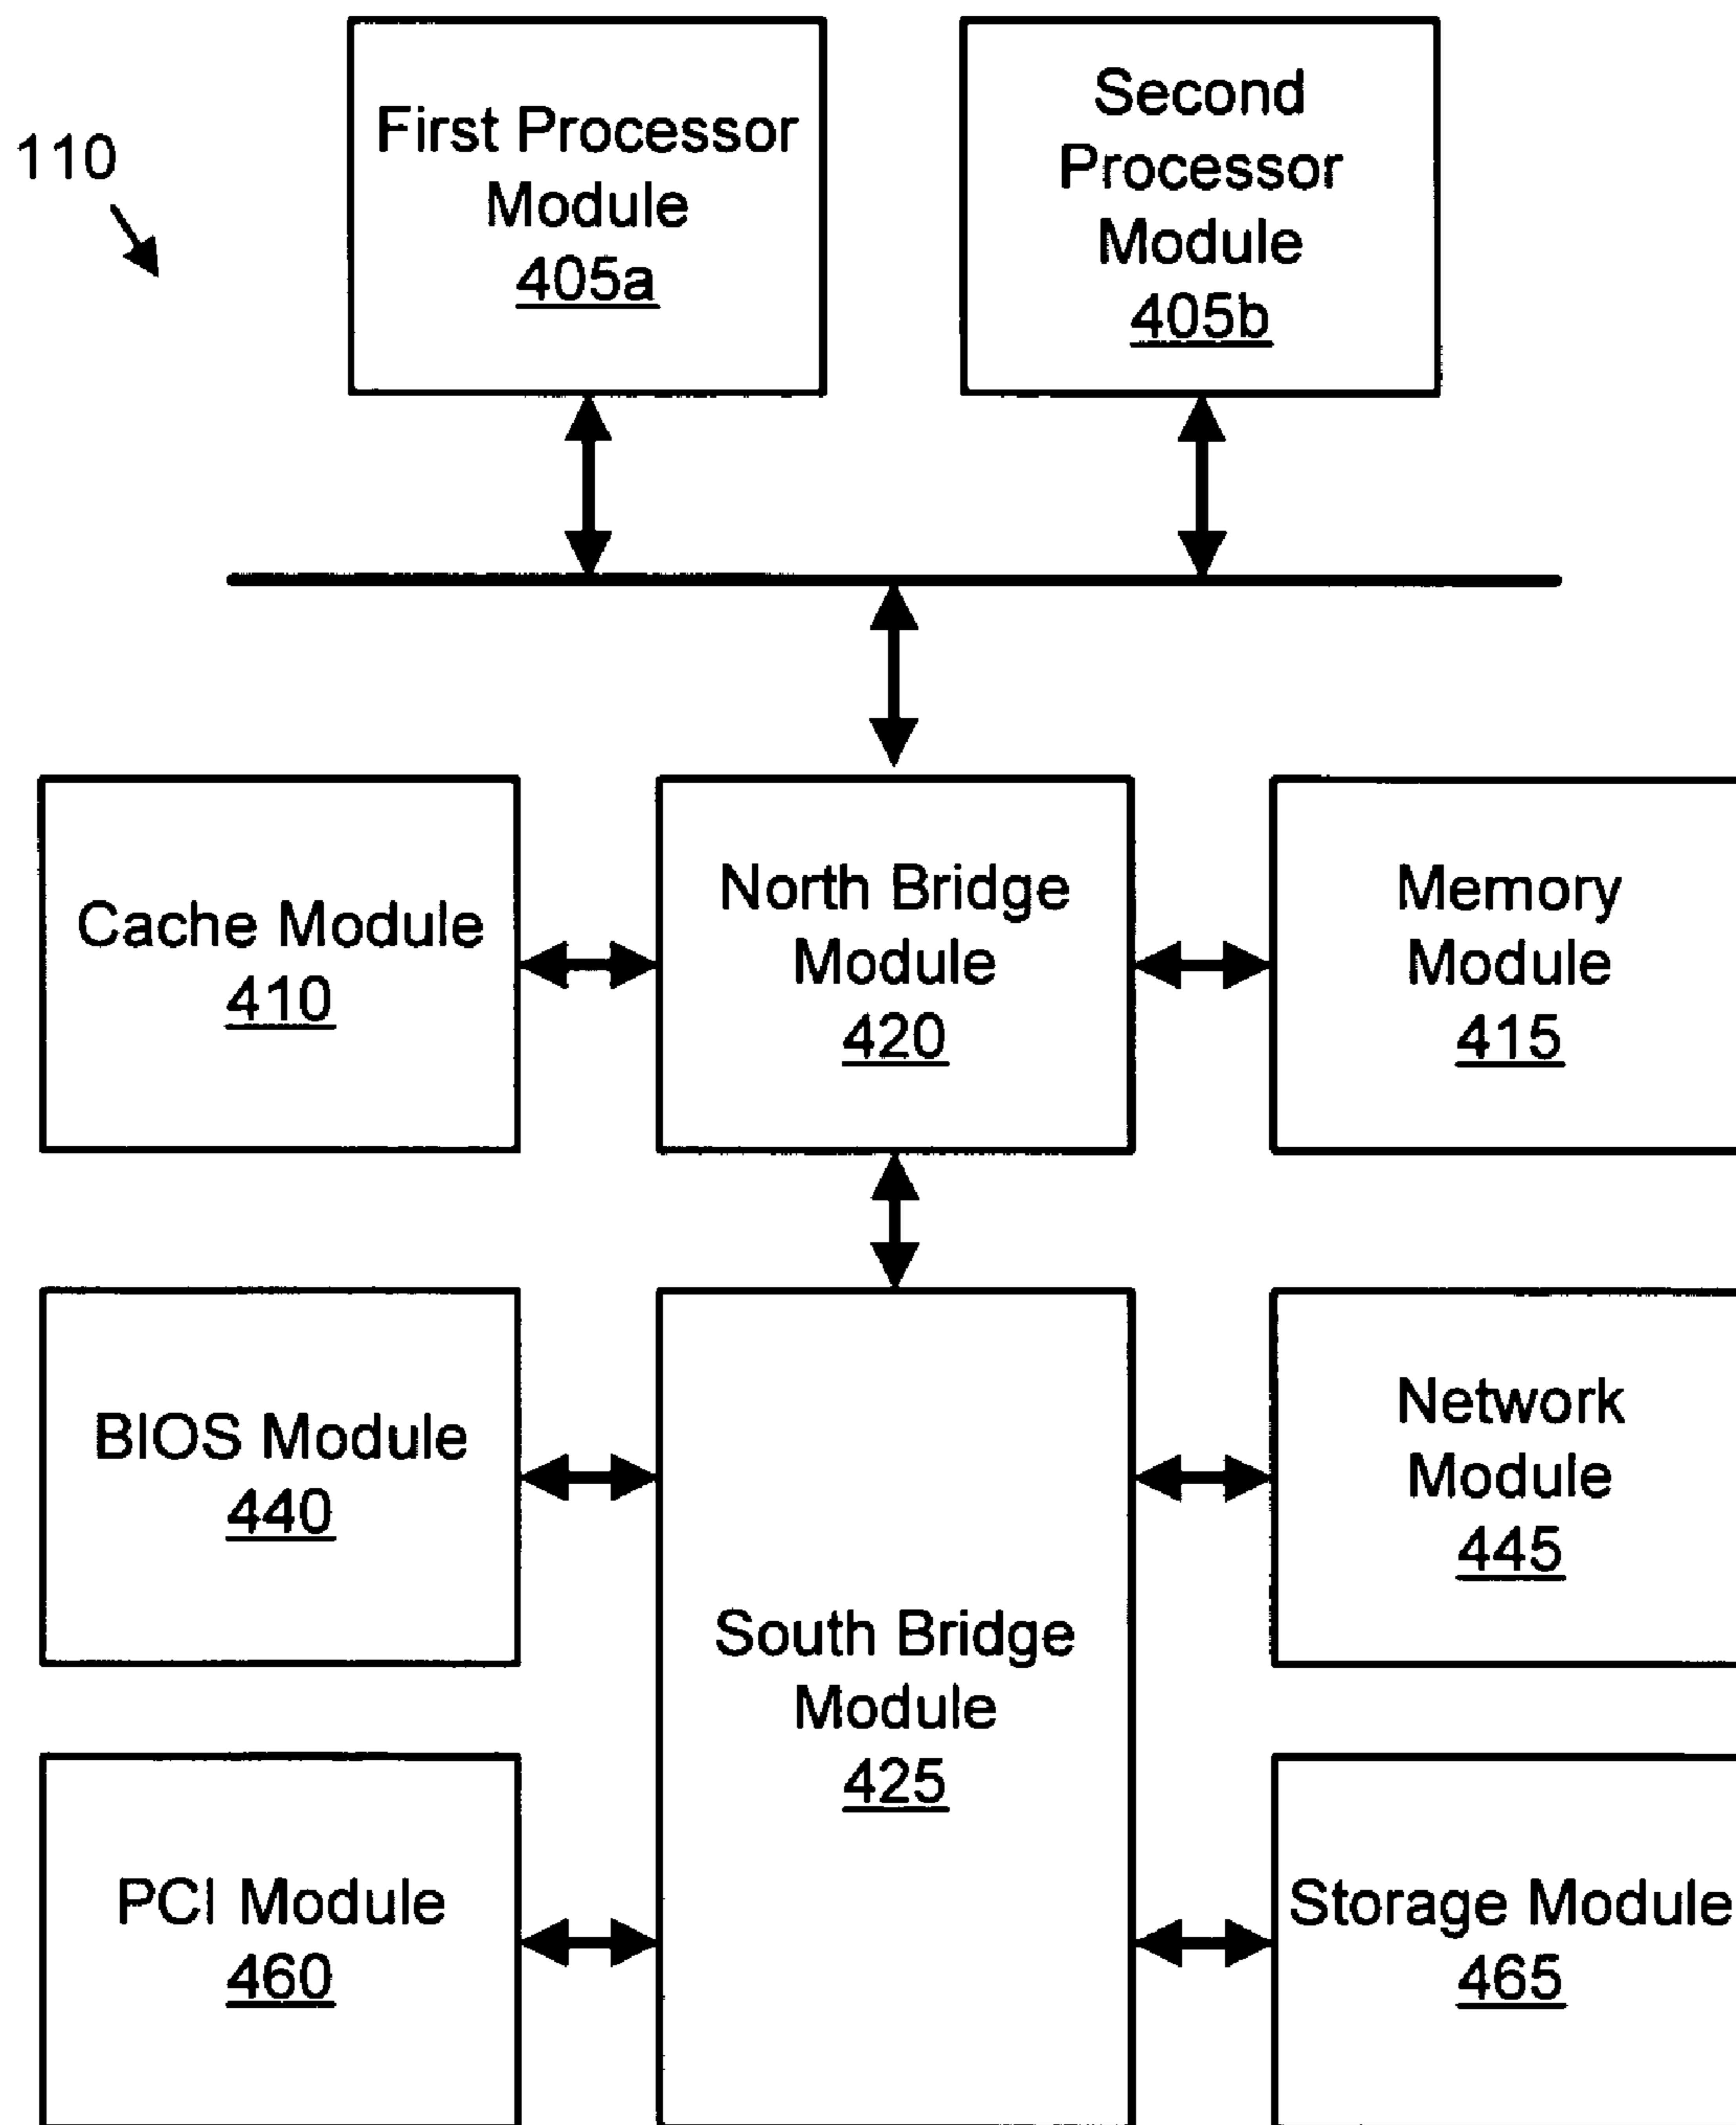 110
First Processor
Module
405a
Second
Processor
Module
405b
Cache Module
410
North Bridge
Module
420
Memory
Module
415
BIOS Module
440
South Bridge
Module
425
Network
Module
445
PCI Module
460
Storage Module
465